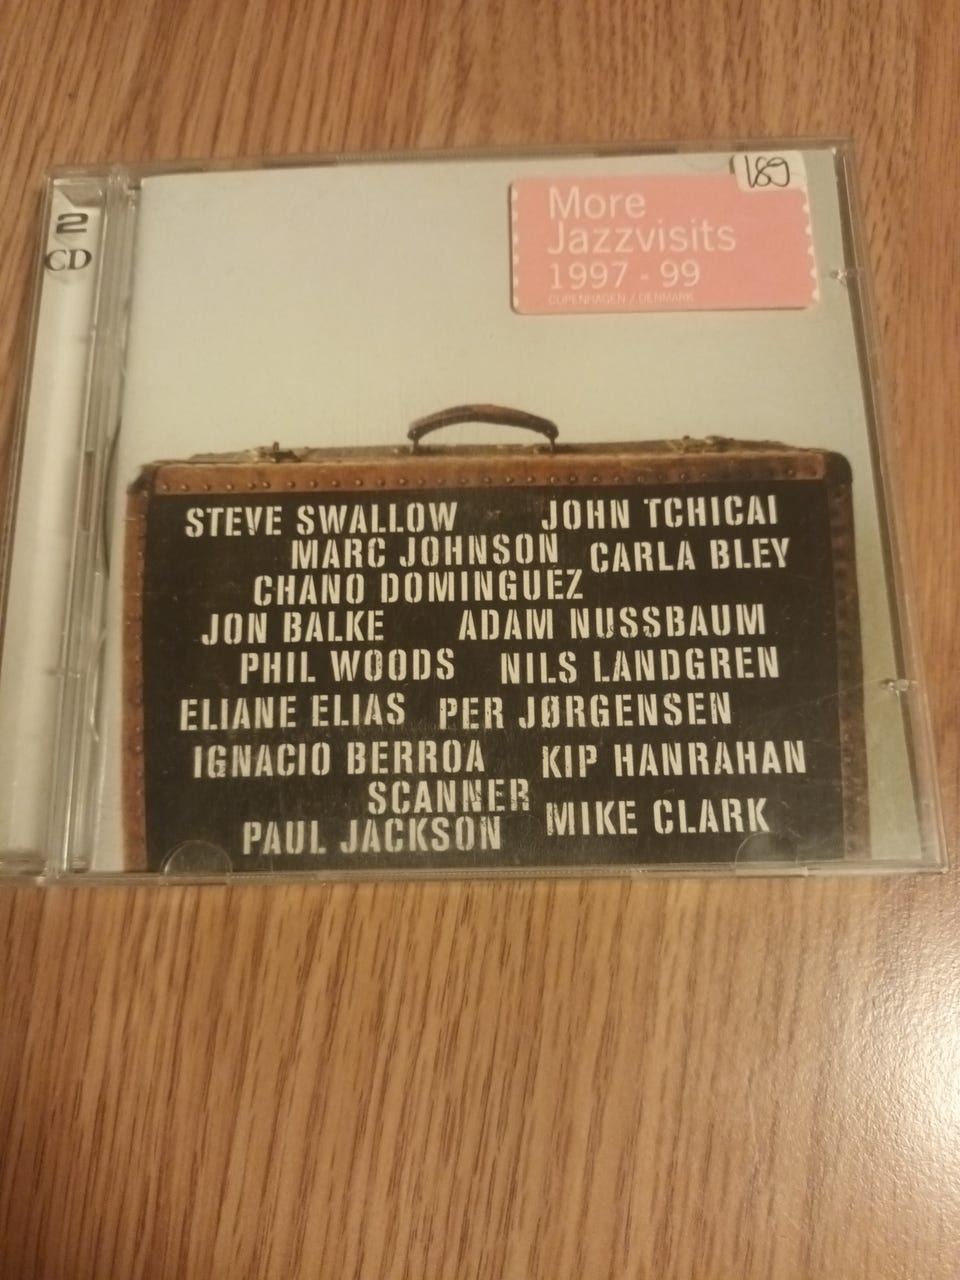 189
More
Jazzvisits
1997 - 99
COPENHAGEN / DENMARK
2
CD
STEVE SWALLOW JOHN TCHICAI
MARC JOHNSON CARLA BLEY
CHANO DOMINGUEZ
JON BALKE ADAM NUSSBAUM
PHIL WOODS NILS LANDGREN
ELIANE ELIAS PER JØRGENSEN
IGNACIO BERROA KIP HANRAHAN
SCANNER
PAUL JACKSON MIKE CLARK